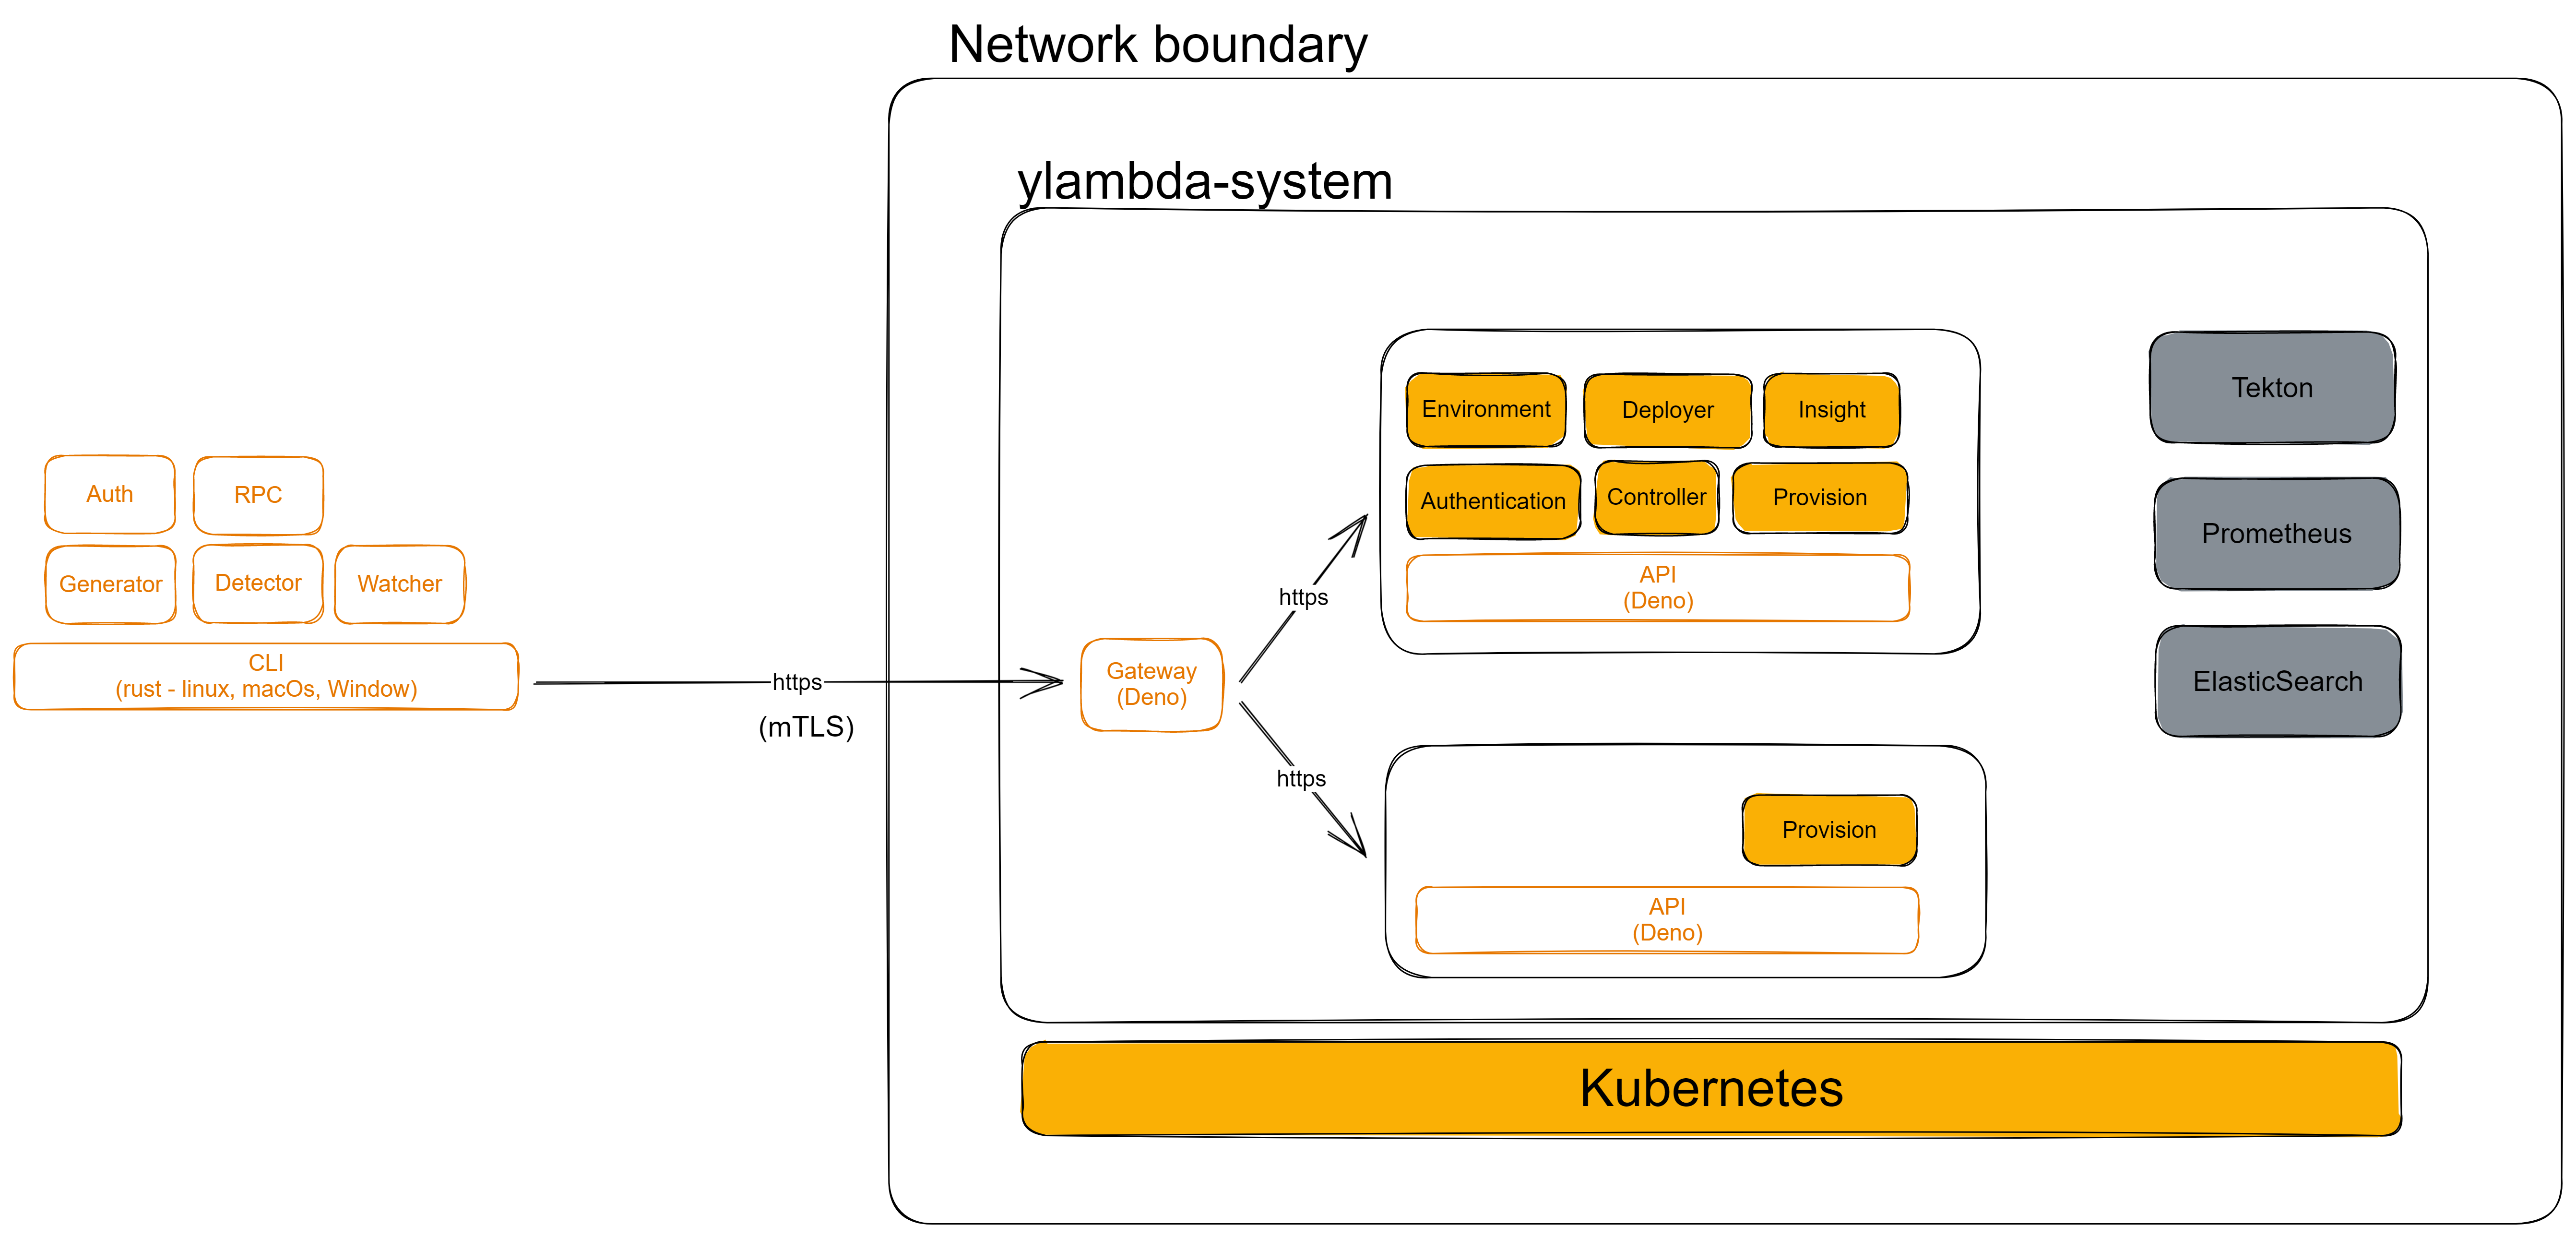 Network boundary
ylambda-system
Environment
Deployer
Insight
Authentication
Controller
Provision
API
(Deno)
Tekton
Prometheus
ElasticSearch
Auth
RPC
Generator
Detector
Watcher
CLI
(rust - linux, macOs, Window)
https
(mTLS)
Gateway
(Deno)
https
https
Provision
API
(Deno)
Kubernetes